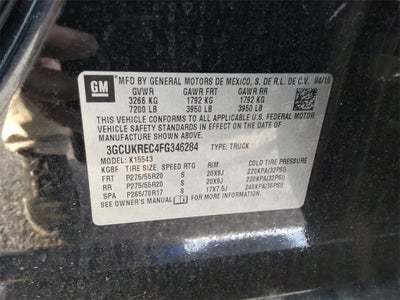 GM MFD BY GENERAL MOTORS DE MEXICO, S. DE R.L. DE C.V. 04/15
GVWR GAWR FRT GAWR RR
3266 KG 1792 KG 1792 KG
7200 LB 3950 LB 3950 LB
THIS VEHICLE CONFORMS TO ALL APPLICABLE U.S. FEDERAL MOTOR
VEHICLE SAFETY STANDARDS IN EFFECT ON THE DATE OF MANUFACTURE SHOWN ABOVE.
3GCUKREC4FG346284 TYPE: TRUCK
MODEL: K15543
KGBF TIRE SIZE SPEED RTG RIM COLD TIRE PRESSURE
FRT P275/55R20 S 20X9J 220KPA(32PSI)
RR P275/55R20 S 20X9J 220KPA(32PSI)
SPA P265/70R17 S 17X7.5J 240KPA(35PSI)
SEE OWNER'S MANUAL FOR ADDITIONAL INFORMATION